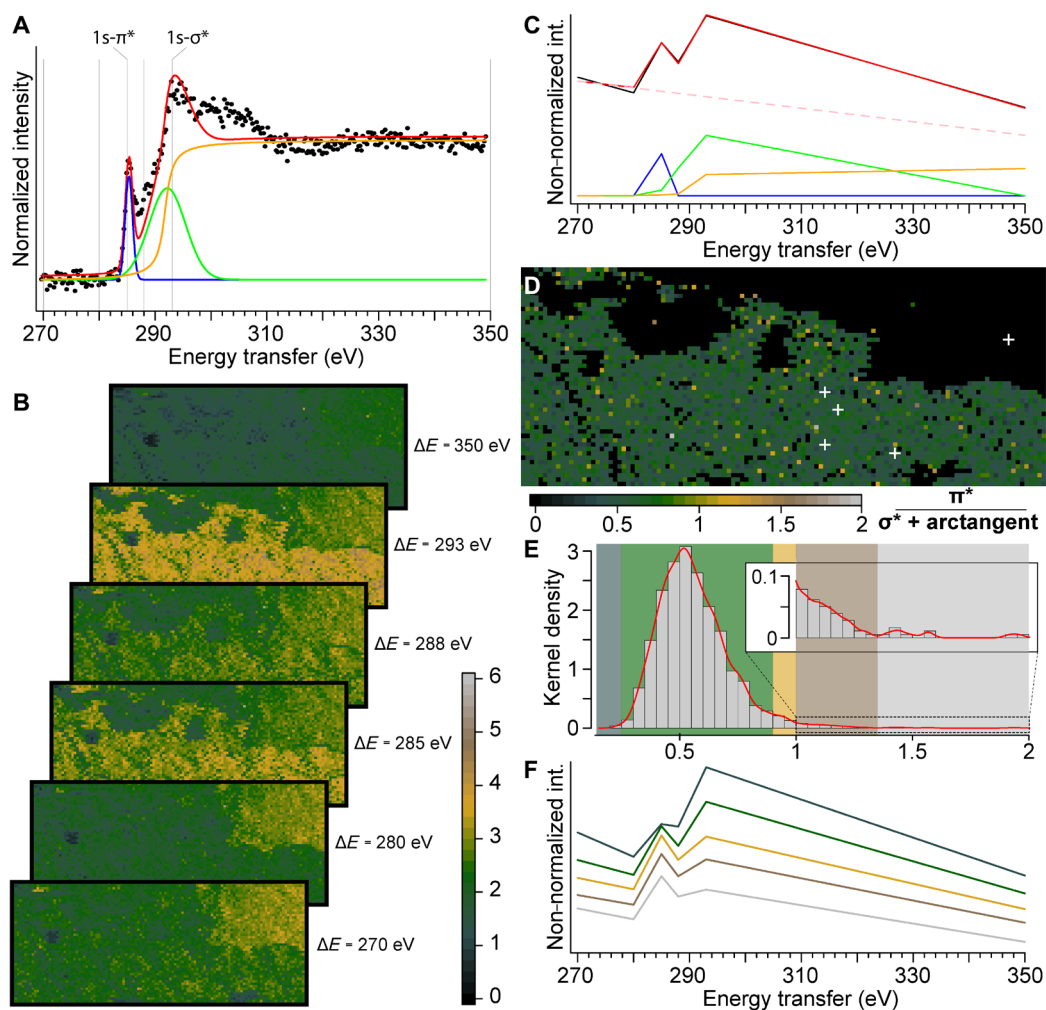 A
1s-π*
1s-σ*
Normalized intensity
270
290
310
330
350
Energy transfer (eV)
B
ΔE = 350 eV
ΔE = 293 eV
ΔE = 288 eV
ΔE = 285 eV
ΔE = 280 eV
ΔE = 270 eV
6
5
4
3
2
1
0
C
Non-normalized int.
270
290
310
330
350
Energy transfer (eV)
D
0
0.5
1
1.5
2
π*
σ* + arctangent
E
Kernel density
3
2
1
0
0.1
0
0.5
1
1.5
2
F
Non-normalized int.
270
290
310
330
350
Energy transfer (eV)